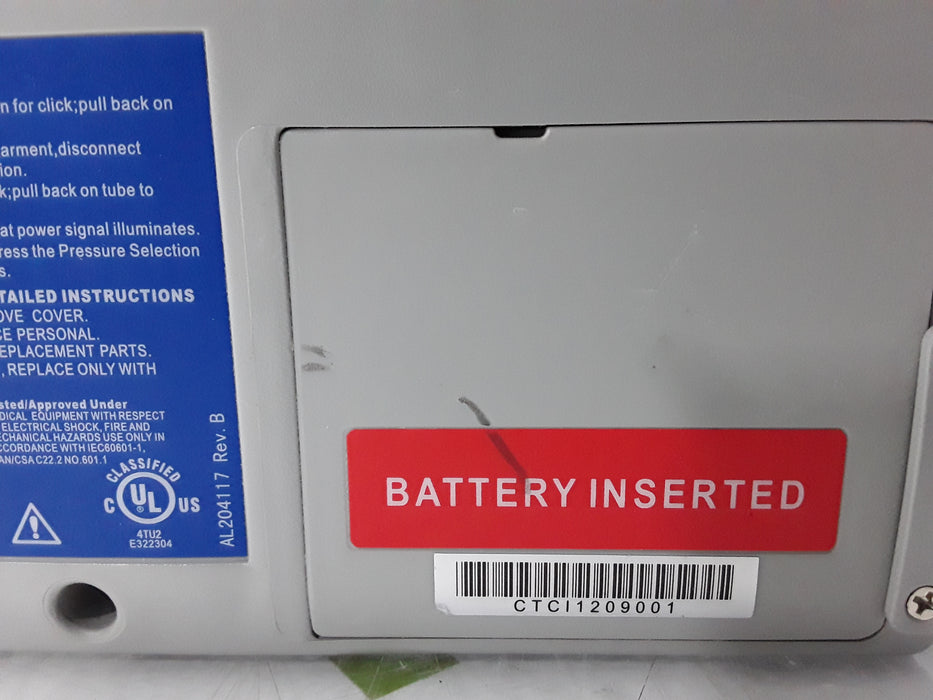 n for click;pull back on
arment,disconnect
ion.
k;pull back on tube to
at power signal illuminates.
ress the Pressure Selection
s.
TAILED INSTRUCTIONS
OVE COVER.
CE PERSONAL.
EPLACEMENT PARTS.
, REPLACE ONLY WITH
sted/Approved Under
DICAL EQUIPMENT WITH RESPECT
ELECTRICAL SHOCK, FIRE AND
ECHANICAL HAZARDS USE ONLY IN
CCORDANCE WITH IEC60601-1,
AN/CSA C22.2 NO.601.1
CLASSIFIED
C UL ® US
4TU2
E322304
AL204117 Rev. B
BATTERY INSERTED
CTCI1209001